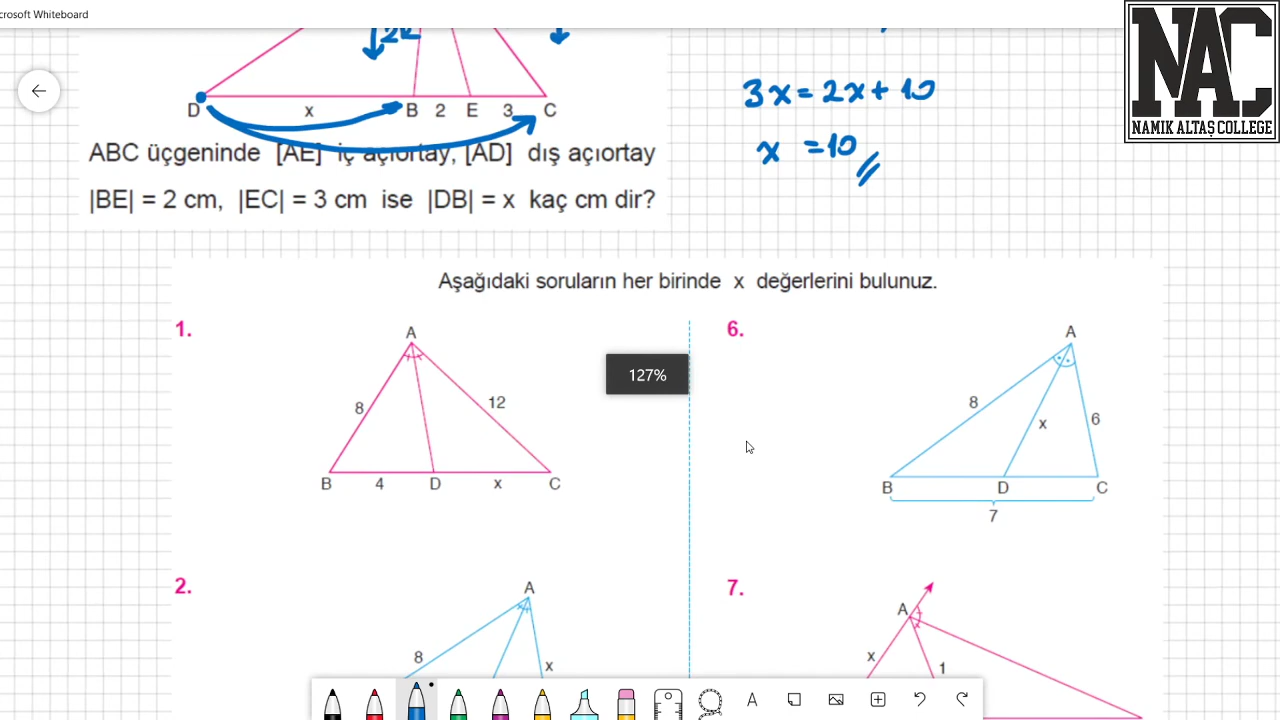 crosoft Whiteboard
NAC
NAMIK ALTAŞ COLLEGE
2k
D x B 2 E 3 C
3x = 2x + 10
x = 10
ABC üçgeninde [AE] iç açıortay, [AD] dış açıortay
|BE| = 2 cm, |EC| = 3 cm ise |DB| = x kaç cm dir?
Aşağıdaki soruların her birinde x değerlerini bulunuz.
1.
A
8 12
B 4 D x C
127%
6.
A
8 x 6
B D C
7
2.
A
8 x
7.
A
x 1
A